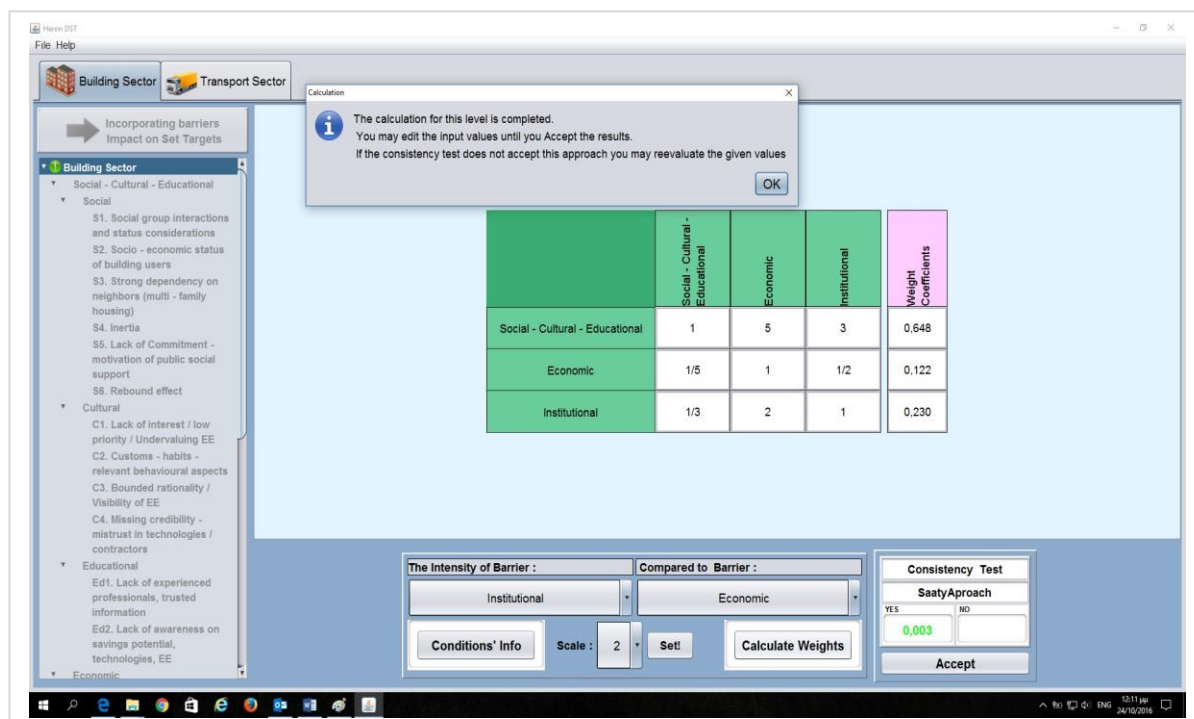 Heron DST
File Help
Building Sector
Transport Sector
Incorporating barriers
Impact on Set Targets
Building Sector
Social - Cultural - Educational
Social
S1. Social group interactions
and status considerations
S2. Socio - economic status
of building users
S3. Strong dependency on
neighbors (multi - family
housing)
S4. Inertia
S5. Lack of Commitment -
motivation of public social
support
S6. Rebound effect
Cultural
C1. Lack of interest / low
priority / Undervaluing EE
C2. Customs - habits -
relevant behavioural aspects
C3. Bounded rationality /
Visibility of EE
C4. Missing credibility -
mistrust in technologies /
contractors
Educational
Ed1. Lack of experienced
professionals, trusted
information
Ed2. Lack of awareness on
savings potential,
technologies, EE
Economic
Calculation
The calculation for this level is completed.
You may edit the input values until you Accept the results.
If the consistency test does not accept this approach you may reevaluate the given values
OK
Social - Cultural -
Educational
Economic
Institutional
Weight
Coefficients
Social - Cultural - Educational 1 5 3 0,648
Economic 1/5 1 1/2 0,122
Institutional 1/3 2 1 0,230
The Intensity of Barrier :
Compared to Barrier :
Institutional
Economic
Conditions' Info
Scale : 2
Set!
Calculate Weights
Consistency Test
SaatyAproach
YES NO
0,003
Accept
ENG
12:11 μμ
24/10/2016